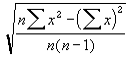 √((n∑x² − (∑x)²) / (n(n−1)))